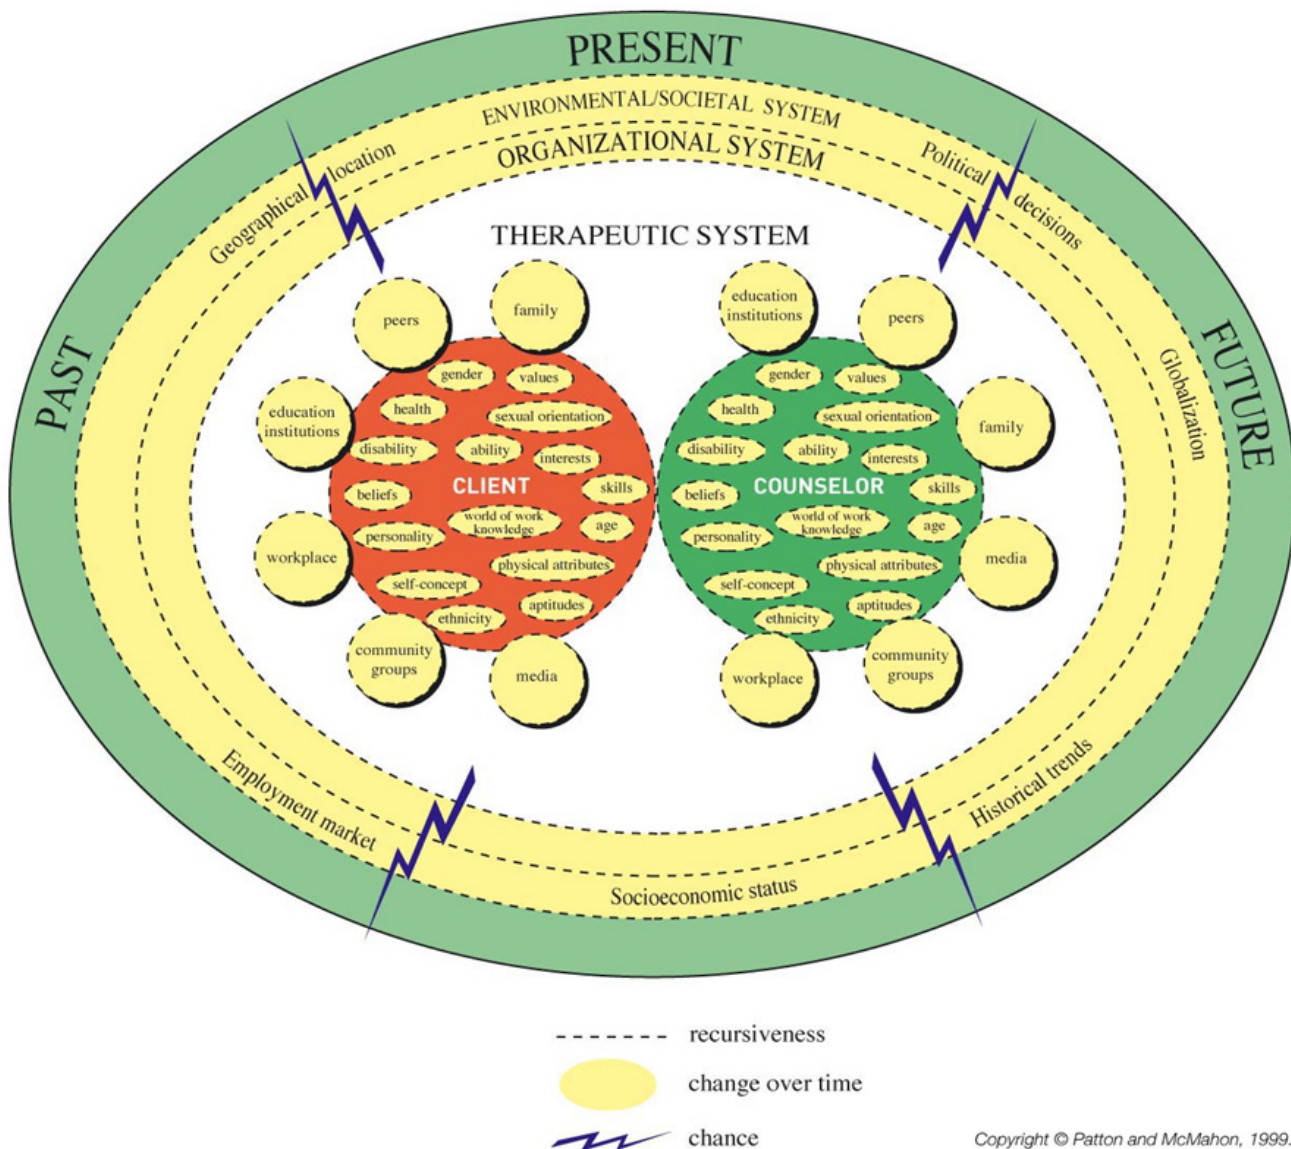 PRESENT
ENVIRONMENTAL/SOCIETAL SYSTEM
ORGANIZATIONAL SYSTEM
Geographical location
Political decisions
THERAPEUTIC SYSTEM
PAST
FUTURE
Globalization
peers
family
education
institutions
workplace
community
groups
media
gender
values
health
sexual orientation
disability
ability
interests
CLIENT
skills
beliefs
world of work
knowledge
age
personality
physical attributes
self-concept
aptitudes
ethnicity
education
institutions
peers
family
media
community
groups
workplace
gender
values
health
sexual orientation
disability
ability
interests
COUNSELOR
skills
beliefs
world of work
knowledge
age
personality
physical attributes
self-concept
aptitudes
ethnicity
Employment market
Socioeconomic status
Historical trends
recursiveness
change over time
chance
Copyright © Patton and McMahon, 1999.